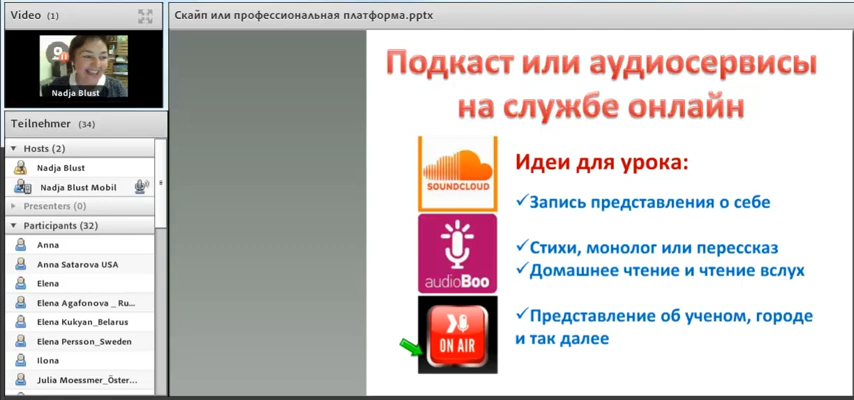 Video (1)
Nadja Blust
Teilnehmer (34)
Hosts (2)
Nadja Blust
Nadja Blust Mobil
Presenters (0)
Participants (32)
Anna
Anna Satarova USA
Elena
Elena Agafonova _ Ru...
Elena Kukyan_Belarus
Elena Persson_Sweden
Ilona
Julia Moessmer_Öster...
Скайп или профессиональная платформа.pptx
Подкаст или аудиосервисы
на службе онлайн
SOUNDCLOUD
audioBoo
ON AIR
Идеи для урока:
✓Запись представления о себе
✓Стихи, монолог или перессказ
✓Домашнее чтение и чтение вслух
✓Представление об ученом, городе
и так далее